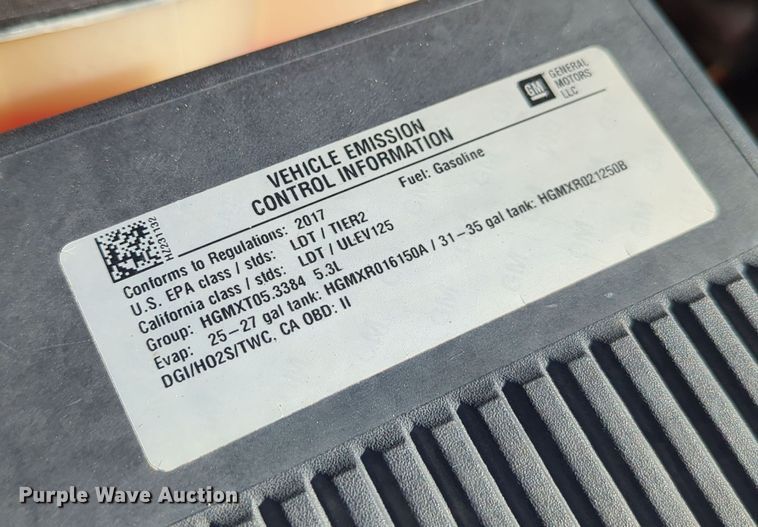 GM
GENERAL
MOTORS
LLC
VEHICLE EMISSION
CONTROL INFORMATION
H231132
Conforms to Regulations: 2017
Fuel: Gasoline
U.S. EPA class / stds: LDT / TIER2
California class / stds: LDT / ULEV125
Group: HGMXT05.3384 5.3L
Evap: 25-27 gal tank: HGMXR016150A / 31-35 gal tank: HGMXR021250B
DGI/HO2S/TWC, CA OBD: II
Purple Wave Auction